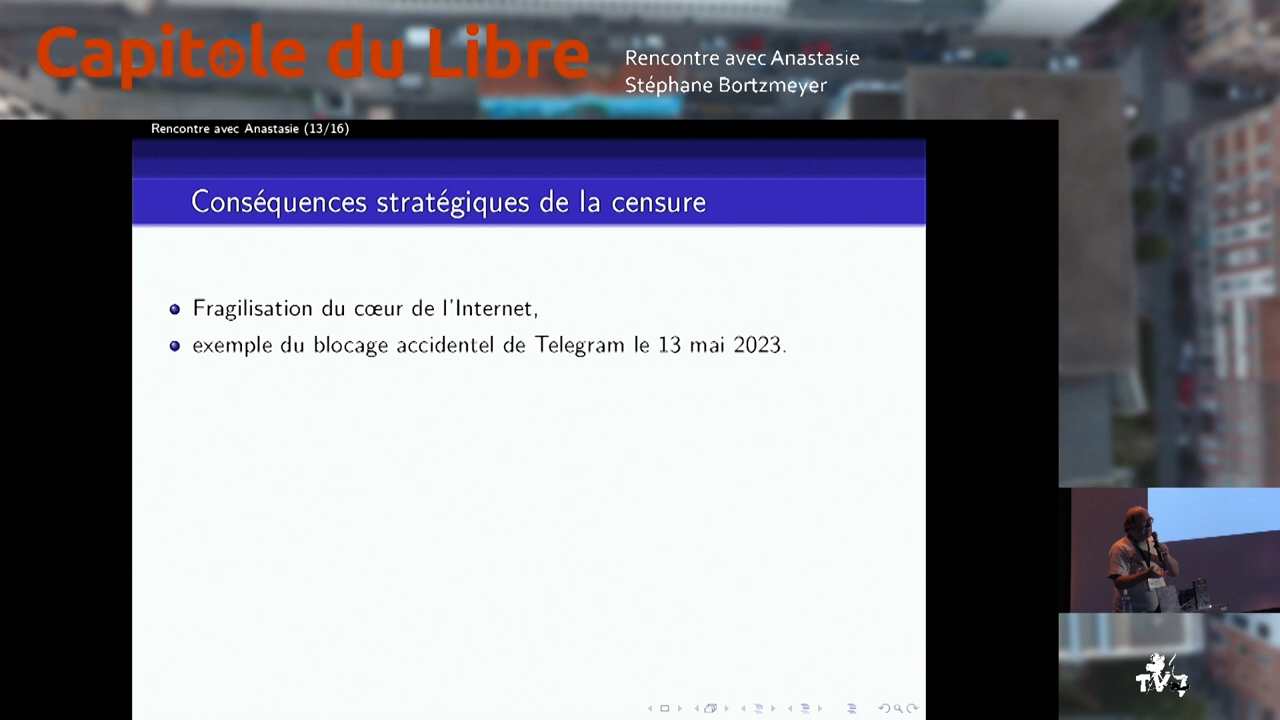 Capitole du Libre
Rencontre avec Anastasie
Stéphane Bortzmeyer
Rencontre avec Anastasie (13/16)
Conséquences stratégiques de la censure
Fragilisation du cœur de l'Internet,
exemple du blocage accidentel de Telegram le 13 mai 2023.
TV7